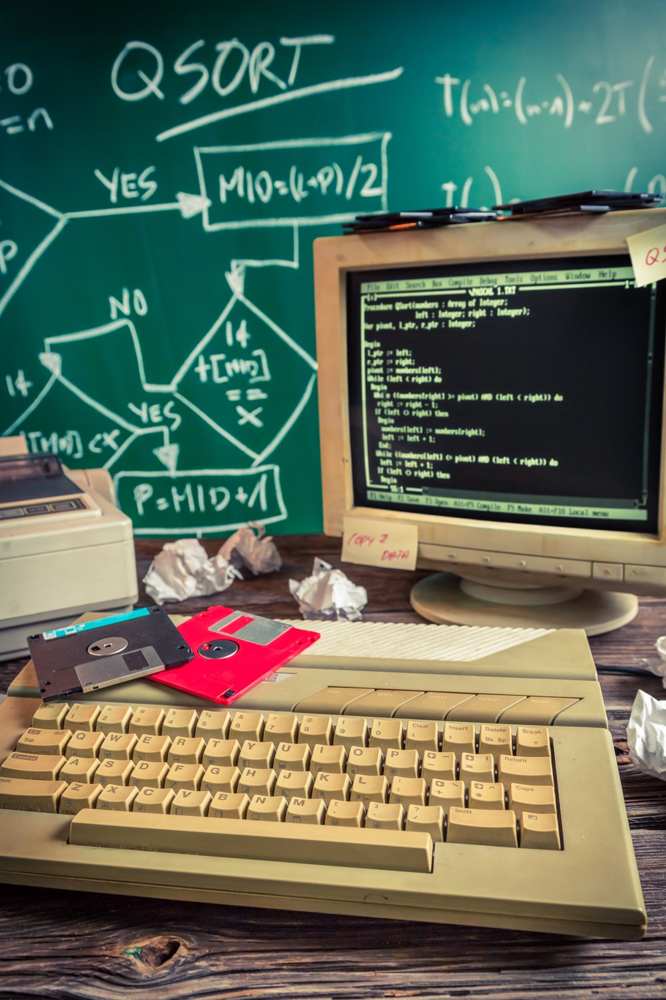 QSORT
=n
YES
MID=(L+P)/2
NO
If
t[MID]
==
X
If
YES
t[MID] <X
P=MID+1
File Edit Search Run Compile Debug Tools Options Window Help
\PASCAL 1.TXT
Procedure QSort(numbers : Array of Integer;
left : Integer; right : Integer);
Var pivot, l_ptr, r_ptr : Integer;
Begin
l_ptr := left;
r_ptr := right;
pivot := numbers[left];
While (left < right) do
Begin
Whi e ((numbers[right] >= pivot) AND (left < right)) do
right := right - 1;
If (left <> right) then
Begin
numbers[left] := numbers[right];
left := left + 1;
End;
While ((numbers[left] <= pivot) AND (left < right)) do
left := left + 1;
If (left <> right) then
Begin
55:1
F1 Help F2 Save F3 Open Alt+F9 Compile F9 Make Alt+F10 Local menu
COPY 2
DATA
Help Start Select Option Reset
Esc ! 1 " 2 # 3 $ 4 % 5 & 6 ' 7 @ 8 ( 9 ) 0 Clear < Insert > Delete Bk Sp Break
Clr Set Tab Q W E R T Y U I O P - = Return
Control A S D F G H J K L : ; + \ * ^ Caps
Shift Z X C V B N M [ , ] . ? / Shift